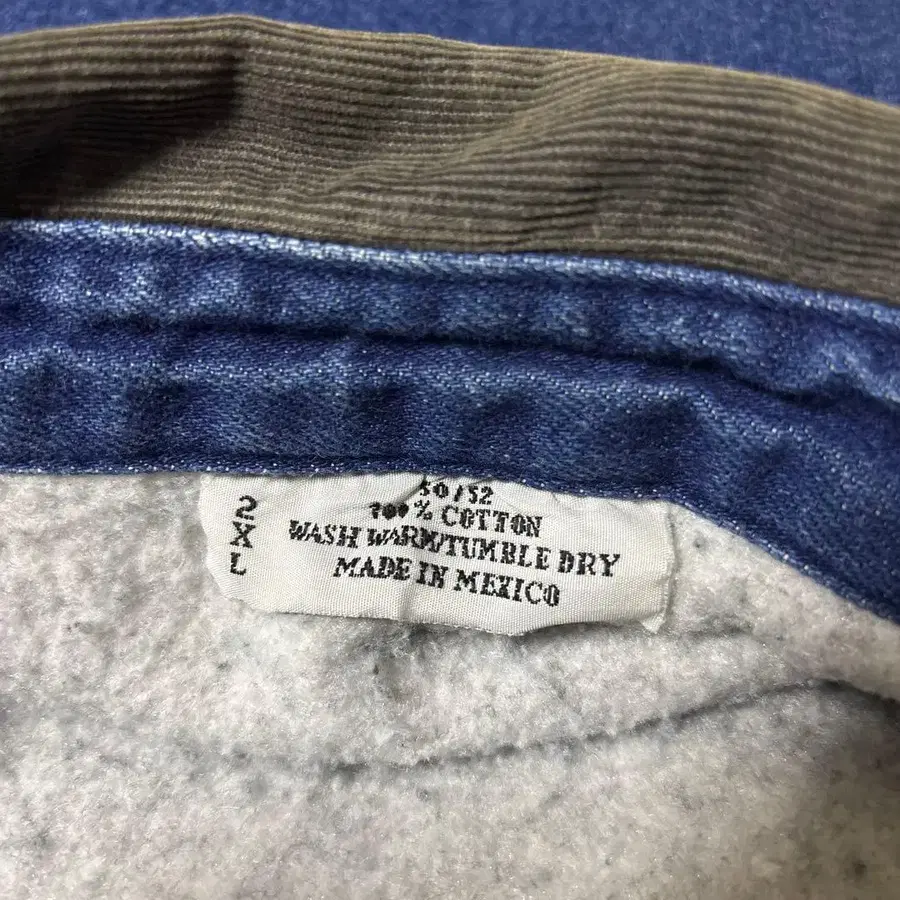 2XL
50/52
100% COTTON
WASH WARM/TUMBLE DRY
MADE IN MEXICO